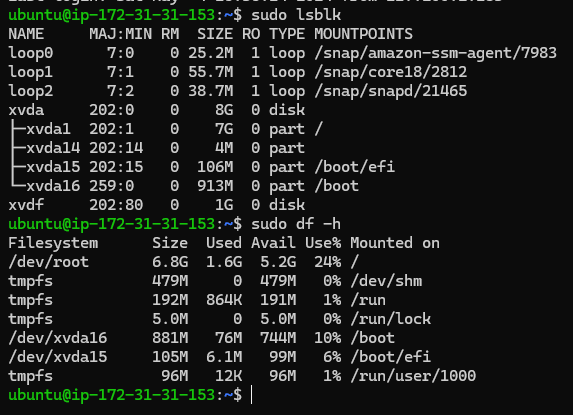 ubuntu@ip-172-31-31-153:~$ sudo lsblk
NAME     MAJ:MIN RM  SIZE RO TYPE MOUNTPOINTS
loop0      7:0    0 25.2M  1 loop /snap/amazon-ssm-agent/7983
loop1      7:1    0 55.7M  1 loop /snap/core18/2812
loop2      7:2    0 38.7M  1 loop /snap/snapd/21465
xvda     202:0    0    8G  0 disk
├─xvda1  202:1    0    7G  0 part /
├─xvda14 202:14   0    4M  0 part
├─xvda15 202:15   0  106M  0 part /boot/efi
└─xvda16 259:0    0  913M  0 part /boot
xvdf     202:80   0    1G  0 disk
ubuntu@ip-172-31-31-153:~$ sudo df -h
Filesystem      Size  Used Avail Use% Mounted on
/dev/root       6.8G  1.6G  5.2G  24% /
tmpfs           479M     0  479M   0% /dev/shm
tmpfs           192M  864K  191M   1% /run
tmpfs           5.0M     0  5.0M   0% /run/lock
/dev/xvda16     881M   76M  744M  10% /boot
/dev/xvda15     105M  6.1M   99M   6% /boot/efi
tmpfs            96M   12K   96M   1% /run/user/1000
ubuntu@ip-172-31-31-153:~$